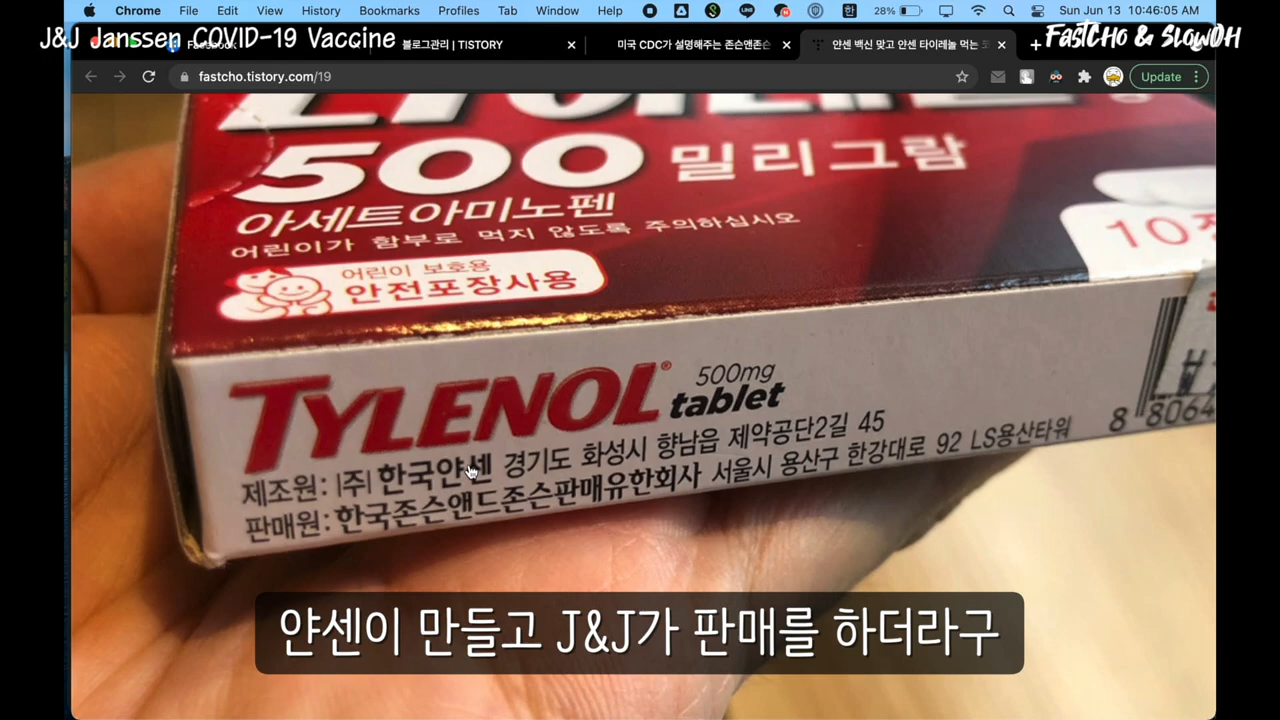 Chrome File Edit View History Bookmarks Profiles Tab Window Help 28% Sun Jun 13 10:46:05 AM
J&J Janssen COVID-19 Vaccine
블로그관리 | TISTORY
미국 CDC가 설명해주는 존슨앤존슨
얀센 백신 맞고 얀센 타이레놀 먹는
FASTCHO & SLOWOH
fastcho.tistory.com/19
Update
500 밀리그람
아세트아미노펜
어린이가 함부로 먹지 않도록 주의하십시오
어린이 보호용
안전포장사용
TYLENOL® 500mg
tablet
제조원: (주)한국얀센 경기도 화성시 향남읍 제약공단2길 45
판매원: 한국존슨앤드존슨판매유한회사 서울시 용산구 한강대로 92 LS용산타워
8 8064
얀센이 만들고 J&J가 판매를 하더라구